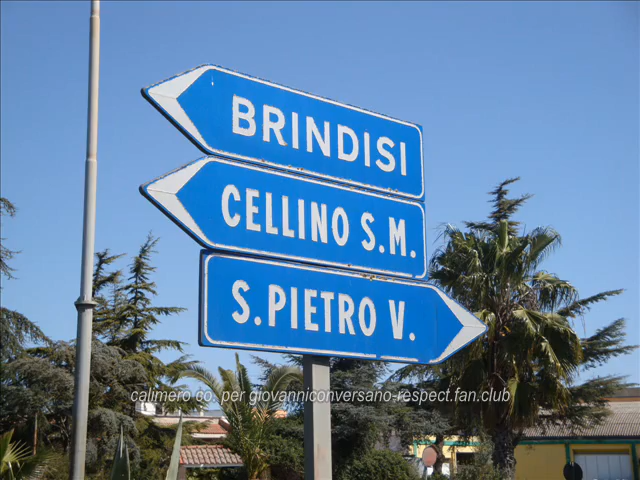 BRINDISI
CELLINO S.M.
S. PIETRO V.
calimero co. per giovanniconversano-respect.fan.club